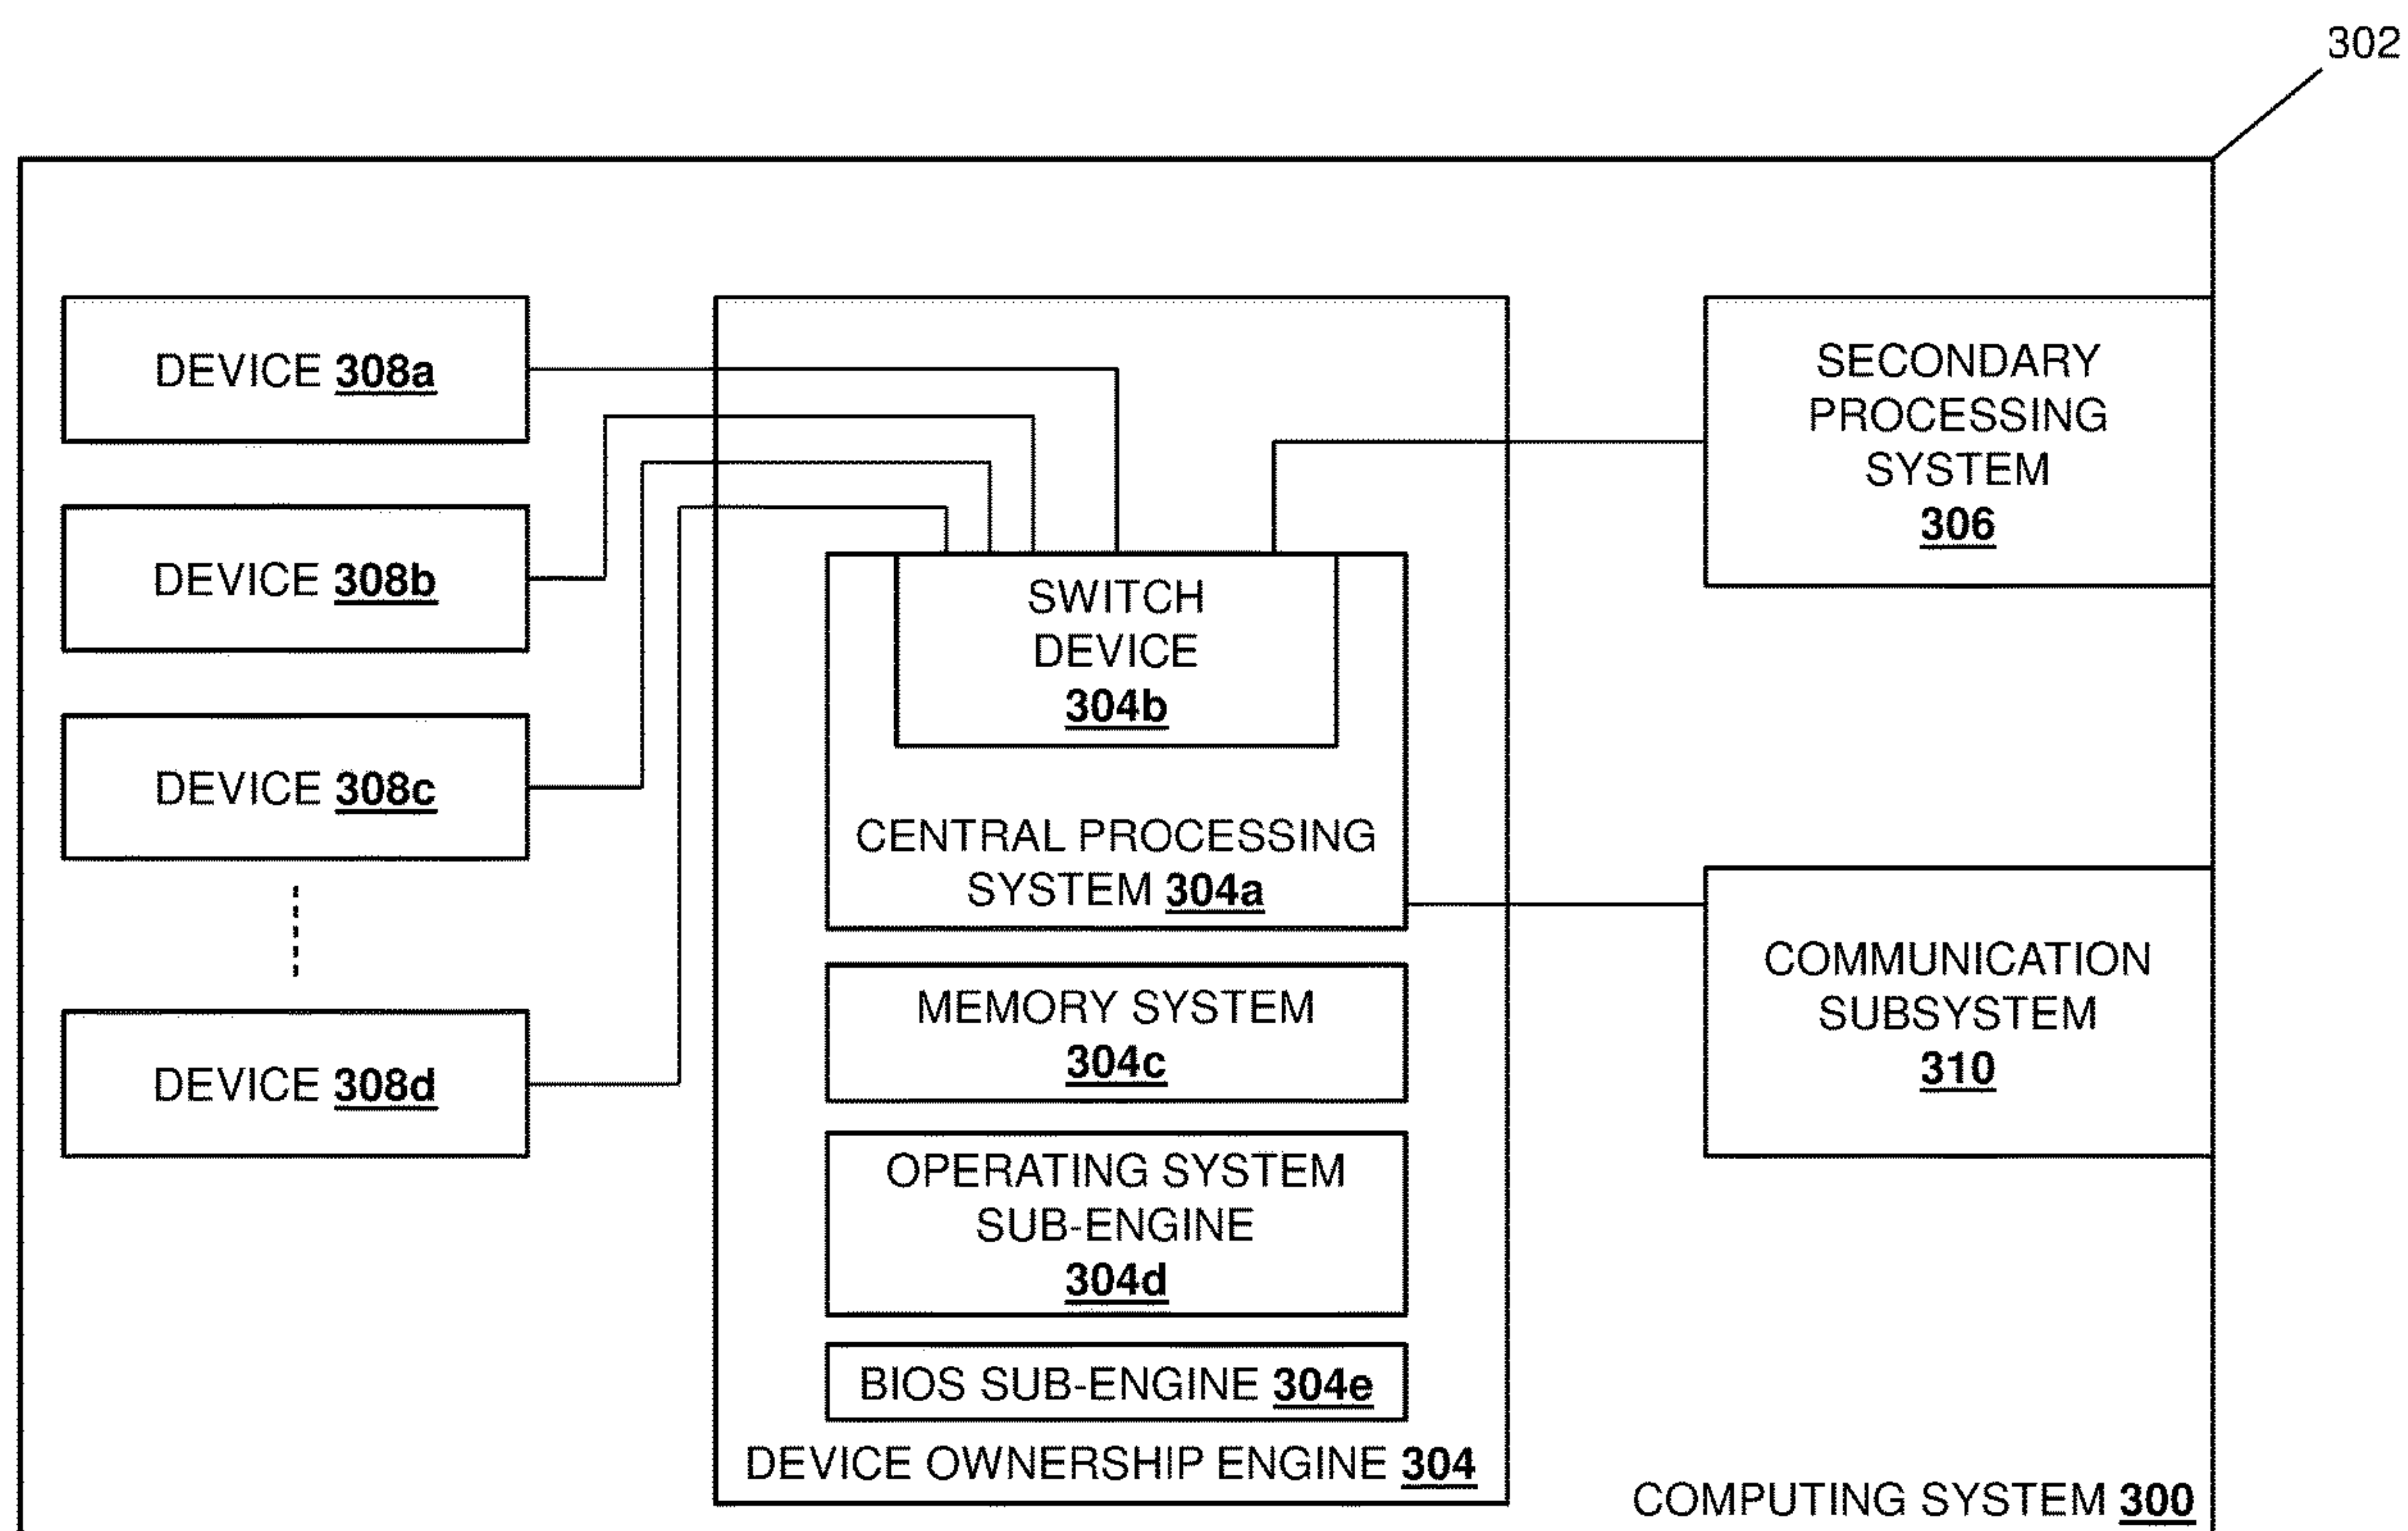 302
DEVICE 308a
DEVICE 308b
DEVICE 308c
DEVICE 308d
SWITCH
DEVICE
304b
CENTRAL PROCESSING
SYSTEM 304a
MEMORY SYSTEM
304c
OPERATING SYSTEM
SUB-ENGINE
304d
BIOS SUB-ENGINE 304e
DEVICE OWNERSHIP ENGINE 304
SECONDARY
PROCESSING
SYSTEM
306
COMMUNICATION
SUBSYSTEM
310
COMPUTING SYSTEM 300